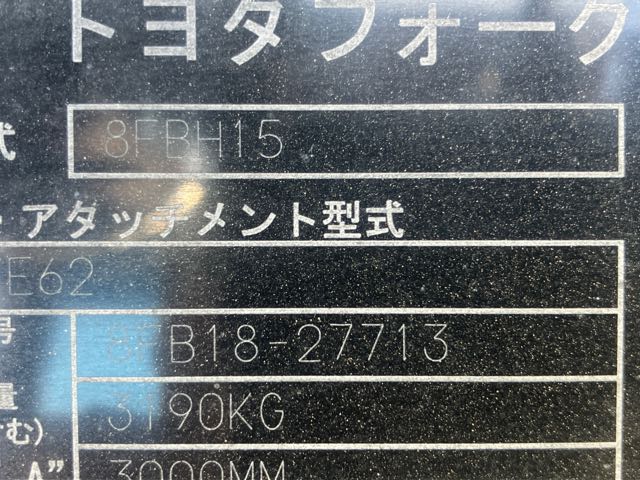 トヨタフォーク
式 8FBH15
・アタッチメント型式
E62
号 8FB18-27713
量 3190KG
含む)
A" 3000MM